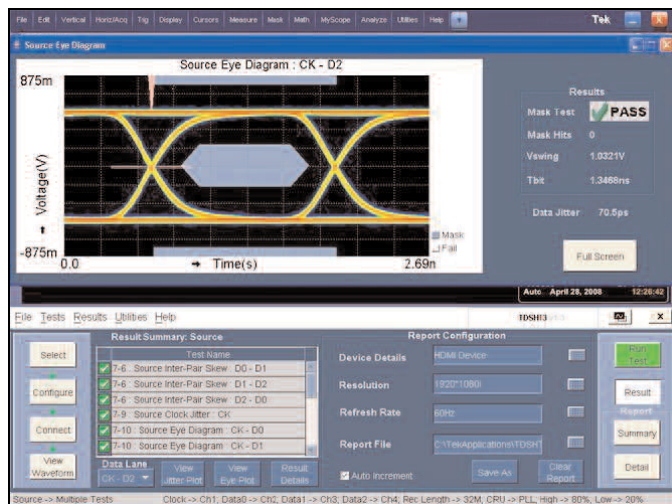 File Edit Vertical Horiz/Acq Trig Display Cursors Measure Mask Math MyScope Analyze Utilities Help Tek
Source Eye Diagram
Source Eye Diagram : CK - D2
875m
Voltage(V)
-875m
0.0
Time(s)
2.69n
Mask
Fail
Results
Mask Test PASS
Mask Hits 0
Vswing 1.0321V
Tbit 1.3468ns
Data Jitter 70.5ps
Full Screen
Auto April 28, 2008 12:26:42
File Tests Results Utilities Help
TDSHT3
Select
Configure
Connect
View Waveform
Result Summary: Source
Test Name
7-6 : Source Inter-Pair Skew : D0 - D1
7-6 : Source Inter-Pair Skew : D1 - D2
7-6 : Source Inter-Pair Skew : D2 - D0
7-9 : Source Clock Jitter : CK
7-10 : Source Eye Diagram : CK - D0
7-10 : Source Eye Diagram : CK - D1
Data Lane
CK - D2
View Jitter Plot
View Eye Plot
Result Details
Report Configuration
Device Details HDMI Device
Resolution 1920*1080i
Refresh Rate 60Hz
Report File C:\TekApplications\TDSHT
Auto Increment
Save As
Clear Report
Run Test
Result
Report
Summary
Detail
Source -> Multiple Tests
Clock -> Ch1, Data0 -> Ch2, Data1 -> Ch3, Data2 -> Ch4, Rec Length -> 32M, CRU -> PLL, High -> 80%, Low -> 20%